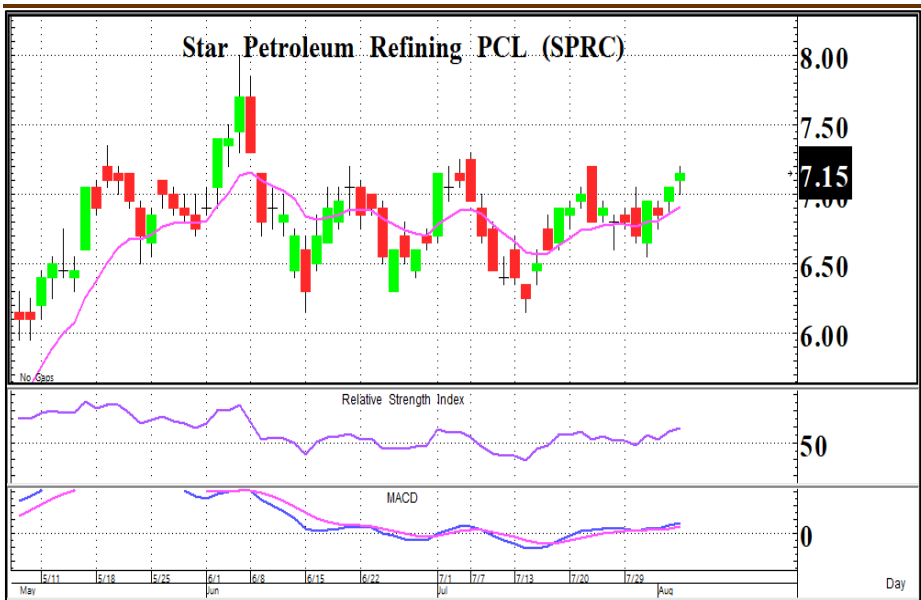 Star Petroleum Refining PCL (SPRC)
8.00
7.50
7.15
7.00
6.50
6.00
No Gaps
Relative Strength Index
50
MACD
0
5/11 5/18 5/25 6/1 6/8 6/15 6/22 7/1 7/7 7/13 7/20 7/29
May Jun Jul Aug
Day